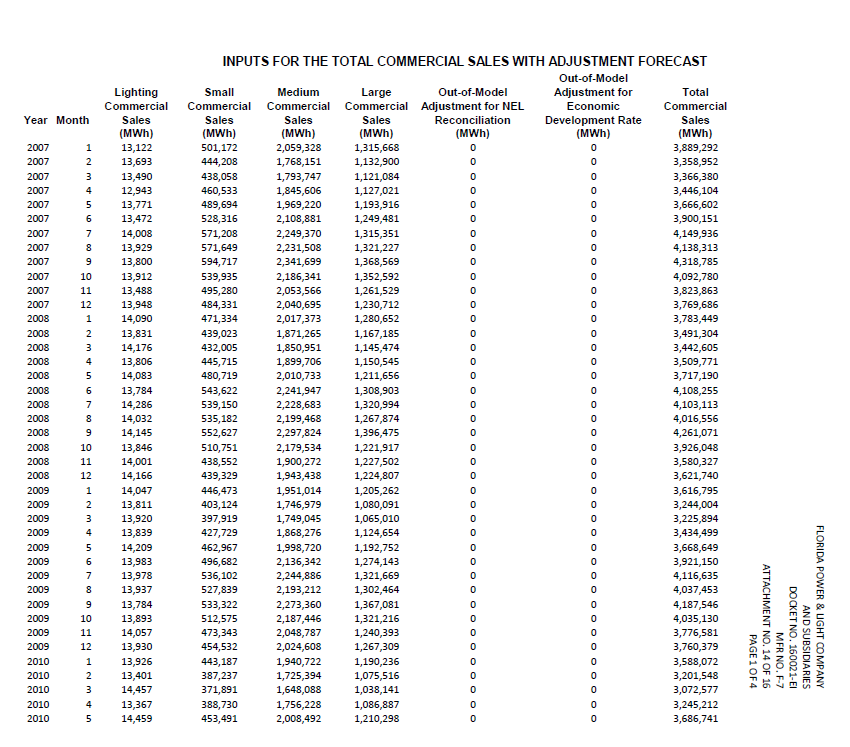 INPUTS FOR THE TOTAL COMMERCIAL SALES WITH ADJUSTMENT FORECAST
Out-of-Model
Lighting Small Medium Large Out-of-Model Adjustment for Total
Commercial Commercial Commercial Commercial Adjustment for NEL Economic Commercial
Year Month Sales Sales Sales Sales Reconciliation Development Rate Sales
(MWh) (MWh) (MWh) (MWh) (MWh) (MWh) (MWh)
2007 1 13,122 501,172 2,059,328 1,315,668 0 0 3,889,292
2007 2 13,693 444,208 1,768,151 1,132,900 0 0 3,358,952
2007 3 13,490 438,058 1,793,747 1,121,084 0 0 3,366,380
2007 4 12,943 460,533 1,845,606 1,127,021 0 0 3,446,104
2007 5 13,771 489,694 1,969,220 1,193,916 0 0 3,666,602
2007 6 13,472 528,316 2,108,881 1,249,481 0 0 3,900,151
2007 7 14,008 571,208 2,249,370 1,315,351 0 0 4,149,936
2007 8 13,929 571,649 2,231,508 1,321,227 0 0 4,138,313
2007 9 13,800 594,717 2,341,699 1,368,569 0 0 4,318,785
2007 10 13,912 539,935 2,186,341 1,352,592 0 0 4,092,780
2007 11 13,488 495,280 2,053,566 1,261,529 0 0 3,823,863
2007 12 13,948 484,331 2,040,695 1,230,712 0 0 3,769,686
2008 1 14,090 471,334 2,017,373 1,280,652 0 0 3,783,449
2008 2 13,831 439,023 1,871,265 1,167,185 0 0 3,491,304
2008 3 14,176 432,005 1,850,951 1,145,474 0 0 3,442,605
2008 4 13,806 445,715 1,899,706 1,150,545 0 0 3,509,771
2008 5 14,083 480,719 2,010,733 1,211,656 0 0 3,717,190
2008 6 13,784 543,622 2,241,947 1,308,903 0 0 4,108,255
2008 7 14,286 539,150 2,228,683 1,320,994 0 0 4,103,113
2008 8 14,032 535,182 2,199,468 1,267,874 0 0 4,016,556
2008 9 14,145 552,627 2,297,824 1,396,475 0 0 4,261,071
2008 10 13,846 510,751 2,179,534 1,221,917 0 0 3,926,048
2008 11 14,001 438,552 1,900,272 1,227,502 0 0 3,580,327
2008 12 14,166 439,329 1,943,438 1,224,807 0 0 3,621,740
2009 1 14,047 446,473 1,951,014 1,205,262 0 0 3,616,795
2009 2 13,811 403,124 1,746,979 1,080,091 0 0 3,244,004
2009 3 13,920 397,919 1,749,045 1,065,010 0 0 3,225,894
2009 4 13,839 427,729 1,868,276 1,124,654 0 0 3,434,499
2009 5 14,209 462,967 1,998,720 1,192,752 0 0 3,668,649
2009 6 13,983 496,682 2,136,342 1,274,143 0 0 3,921,150
2009 7 13,978 536,102 2,244,886 1,321,669 0 0 4,116,635
2009 8 13,937 527,839 2,193,212 1,302,464 0 0 4,037,453
2009 9 13,784 533,322 2,273,360 1,367,081 0 0 4,187,546
2009 10 13,893 512,575 2,187,446 1,321,216 0 0 4,035,130
2009 11 14,057 473,343 2,048,787 1,240,393 0 0 3,776,581
2009 12 13,930 454,532 2,024,608 1,267,309 0 0 3,760,379
2010 1 13,926 443,187 1,940,722 1,190,236 0 0 3,588,072
2010 2 13,401 387,237 1,725,394 1,075,516 0 0 3,201,548
2010 3 14,457 371,891 1,648,088 1,038,141 0 0 3,072,577
2010 4 13,367 388,730 1,756,228 1,086,887 0 0 3,245,212
2010 5 14,459 453,491 2,008,492 1,210,298 0 0 3,686,741
FLORIDA POWER & LIGHT COMPANY
AND SUBSIDIARIES
DOCKET NO. 160021-EI
MFR NO. F-7
ATTACHMENT NO. 14 OF 16
PAGE 1 OF 4